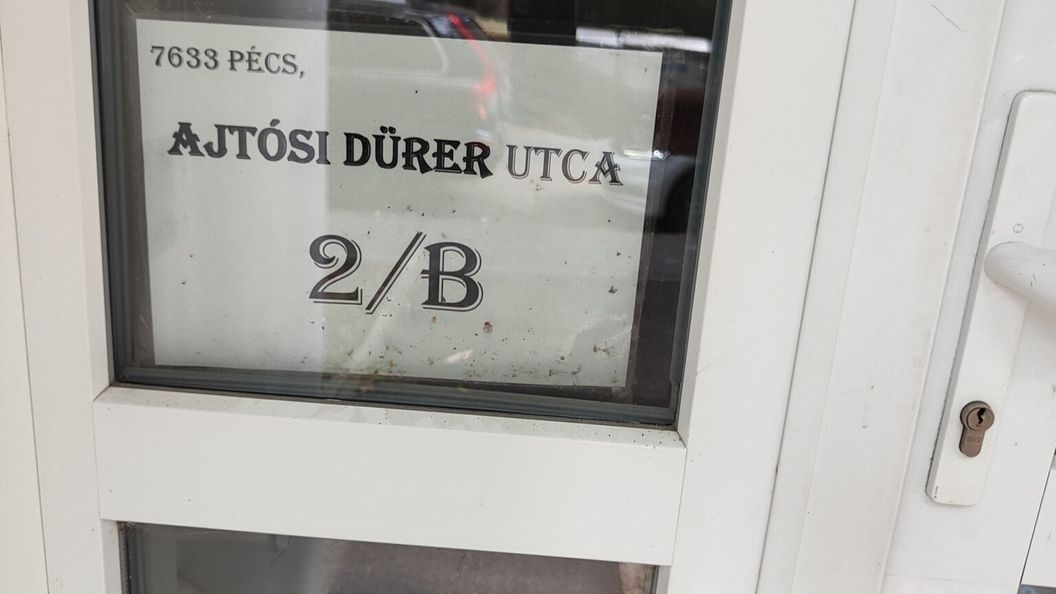 7633 PÉCS,
AJTÓSI DÜRER UTCA
2/B